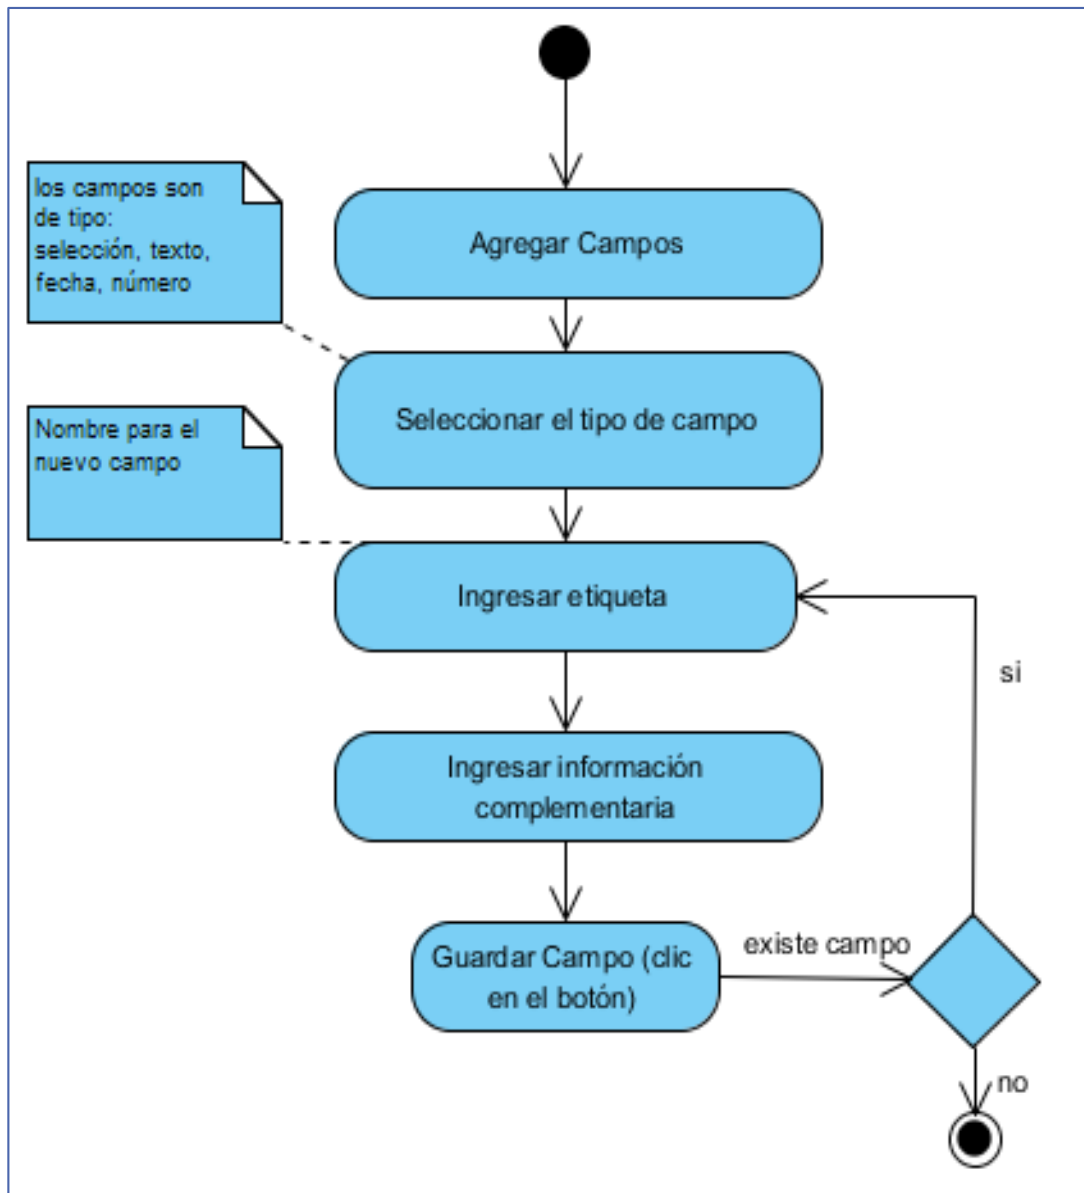 los campos son
de tipo:
selección, texto,
fecha, número
Agregar Campos
Seleccionar el tipo de campo
Nombre para el
nuevo campo
Ingresar etiqueta
si
Ingresar información
complementaria
Guardar Campo (clic
en el botón)
existe campo
no